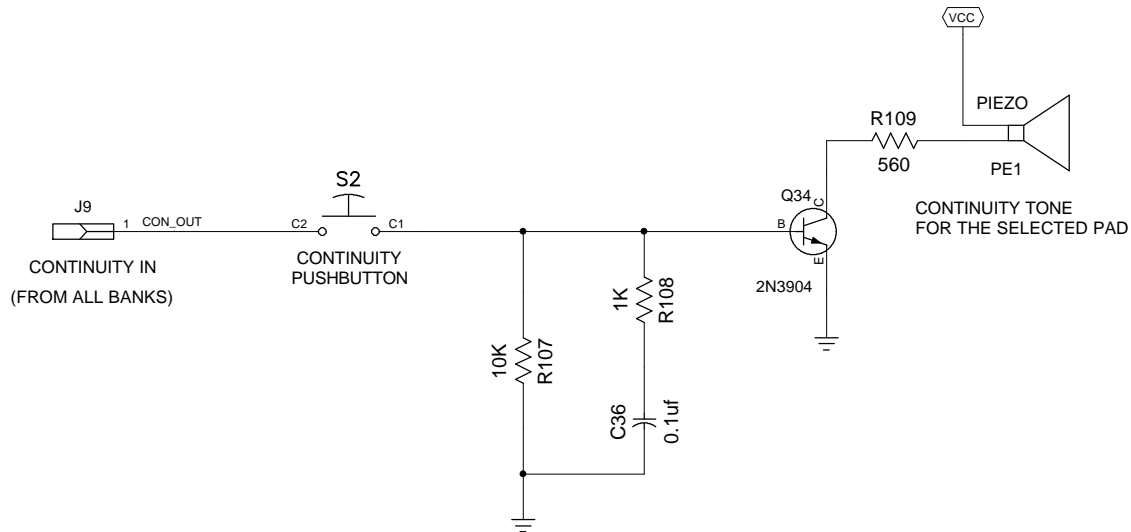 VCC
PIEZO
R109
560
PE1
S2
Q34
C
J9
1
CON_OUT
C2
C1
B
CONTINUITY TONE
FOR THE SELECTED PAD
CONTINUITY IN
(FROM ALL BANKS)
CONTINUITY
PUSHBUTTON
E
2N3904
1K
R108
10K
R107
C36
0.1uf